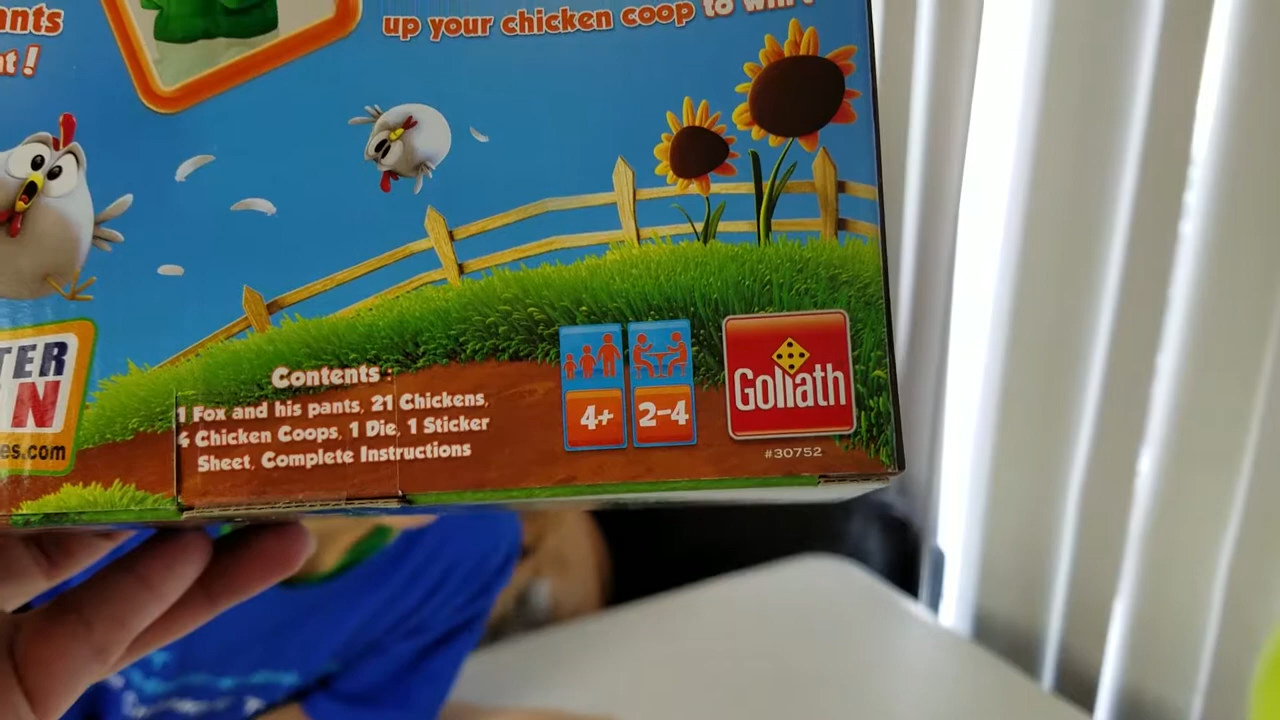 ants
up your chicken coop to win!
at!
TER
N
es.com
Contents:
1 Fox and his pants, 21 Chickens,
4 Chicken Coops, 1 Die, 1 Sticker
Sheet, Complete Instructions
4+
2-4
Goliath
#30752